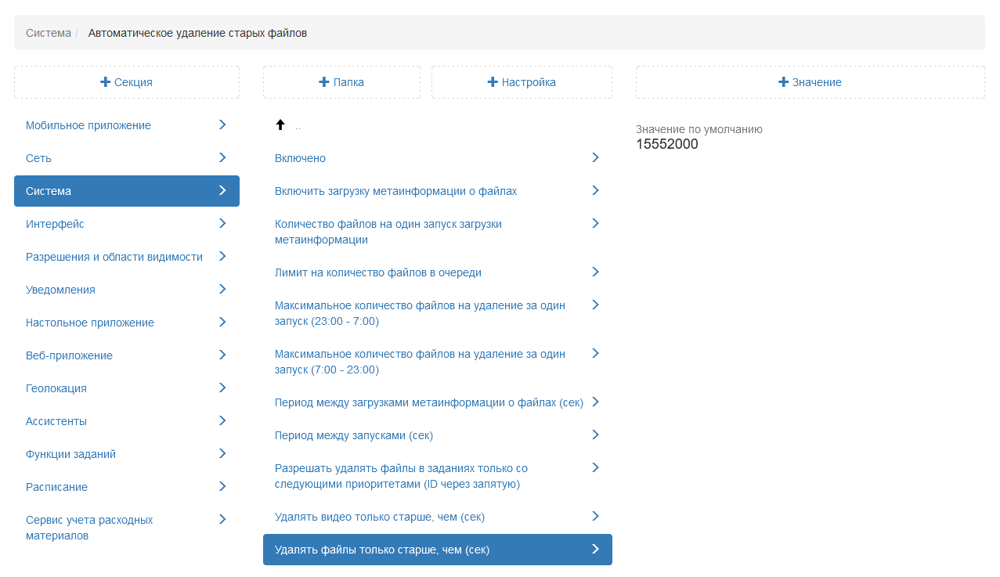 Система / Автоматическое удаление старых файлов
Секция
Папка
Настройка
Значение
Мобильное приложение
Сеть
Система
Интерфейс
Разрешения и области видимости
Уведомления
Настольное приложение
Веб-приложение
Геолокация
Ассистенты
Функции заданий
Расписание
Сервис учета расходных
материалов
..
Включено
Включить загрузку метаинформации о файлах
Количество файлов на один запуск загрузки
метаинформации
Лимит на количество файлов в очереди
Максимальное количество файлов на удаление за один
запуск (23:00 - 7:00)
Максимальное количество файлов на удаление за один
запуск (7:00 - 23:00)
Период между загрузками метаинформации о файлах (сек)
Период между запусками (сек)
Разрешать удалять файлы в заданиях только со
следующими приоритетами (ID через запятую)
Удалять видео только старше, чем (сек)
Удалять файлы только старше, чем (сек)
Значение по умолчанию
15552000